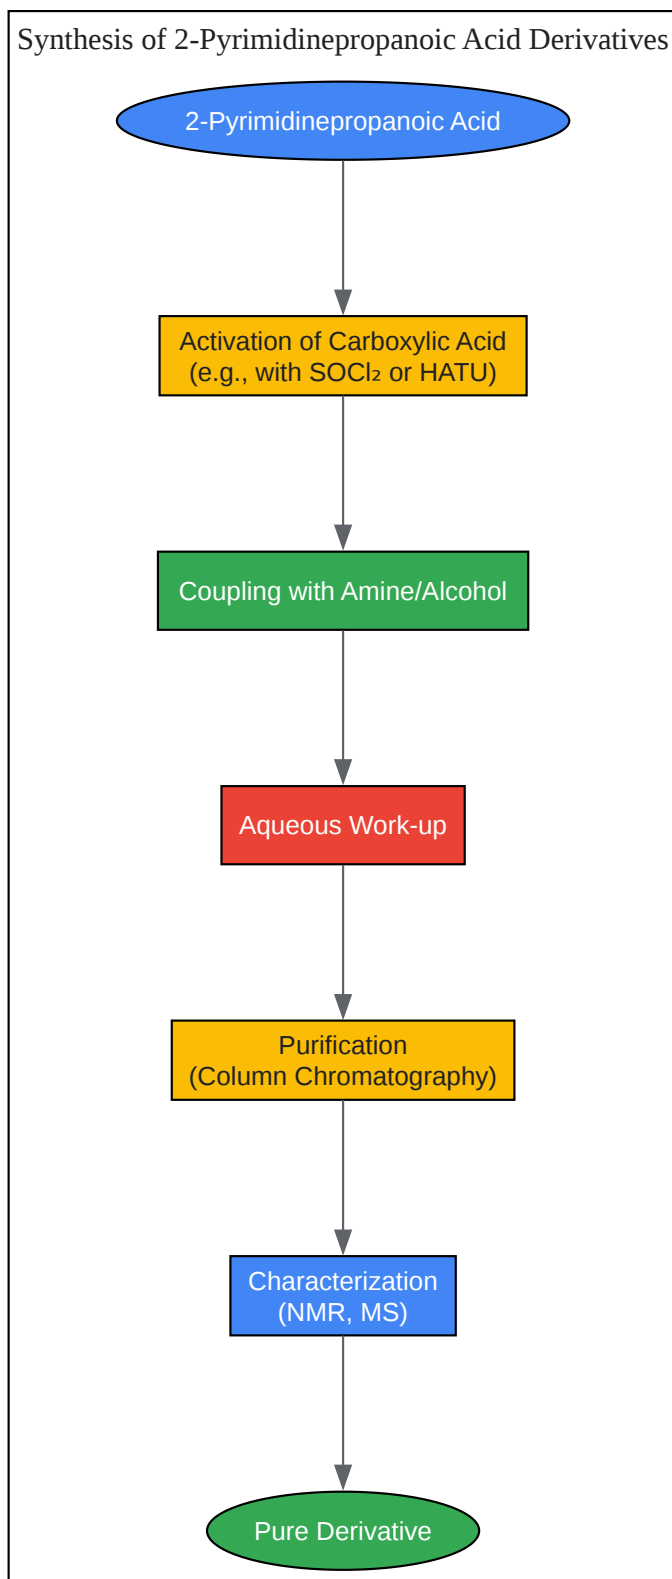 Synthesis of 2-Pyrimidinepropanoic Acid Derivatives
2-Pyrimidinepropanoic Acid
Activation of Carboxylic Acid
(e.g., with SOCl₂ or HATU)
Coupling with Amine/Alcohol
Aqueous Work-up
Purification
(Column Chromatography)
Characterization
(NMR, MS)
Pure Derivative